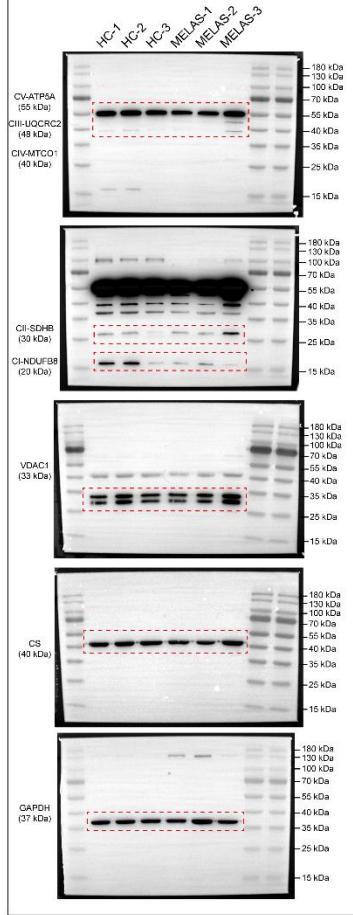 HC-1 HC-2 HC-3 MELAS-1 MELAS-2 MELAS-3
CV-ATP5A
(55 kDa)
CIII-UQCRC2
(48 kDa)
CIV-MTCO1
(40 kDa)
180 kDa
130 kDa
100 kDa
70 kDa
55 kDa
40 kDa
35 kDa
25 kDa
15 kDa
CII-SDHB
(30 kDa)
CI-NDUFB8
(20 kDa)
180 kDa
130 kDa
100 kDa
70 kDa
55 kDa
40 kDa
35 kDa
25 kDa
15 kDa
VDAC1
(33 kDa)
180 kDa
130 kDa
100 kDa
70 kDa
55 kDa
40 kDa
35 kDa
25 kDa
15 kDa
CS
(40 kDa)
180 kDa
130 kDa
100 kDa
70 kDa
55 kDa
40 kDa
35 kDa
25 kDa
15 kDa
GAPDH
(37 kDa)
180 kDa
130 kDa
100 kDa
70 kDa
55 kDa
40 kDa
35 kDa
25 kDa
15 kDa